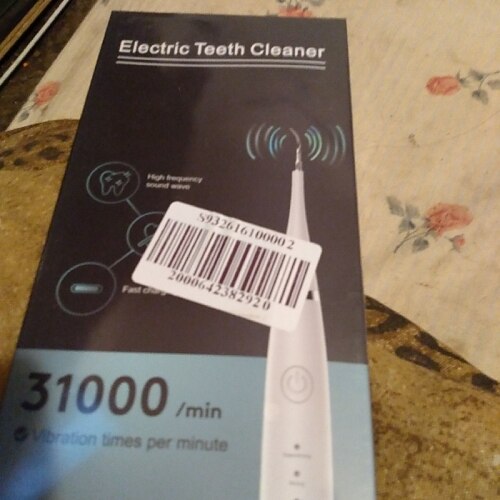 Electric Teeth Cleaner
High frequency
sound wave
S932616100002
2000642382920
Fast
31000 /min
Vibration times per minute